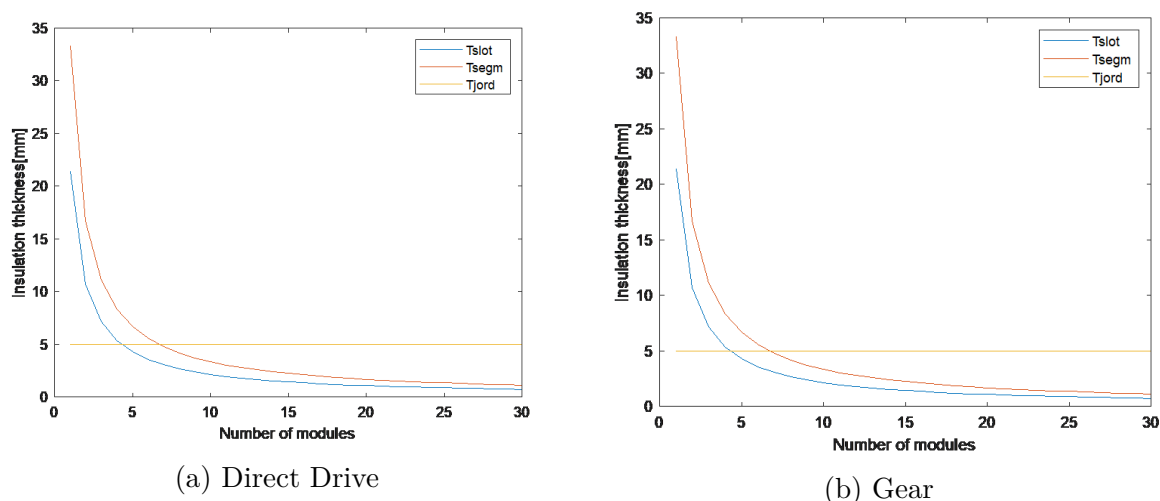 35
30
25
20
15
10
5
0
Insulation thickness[mm]
Tslot
Tsegm
Tjord
0 5 10 15 20 25 30
Number of modules
(a) Direct Drive
35
30
25
20
15
10
5
0
Insulation thickness[mm]
Tslot
Tsegm
Tjord
0 5 10 15 20 25 30
Number of modules
(b) Gear